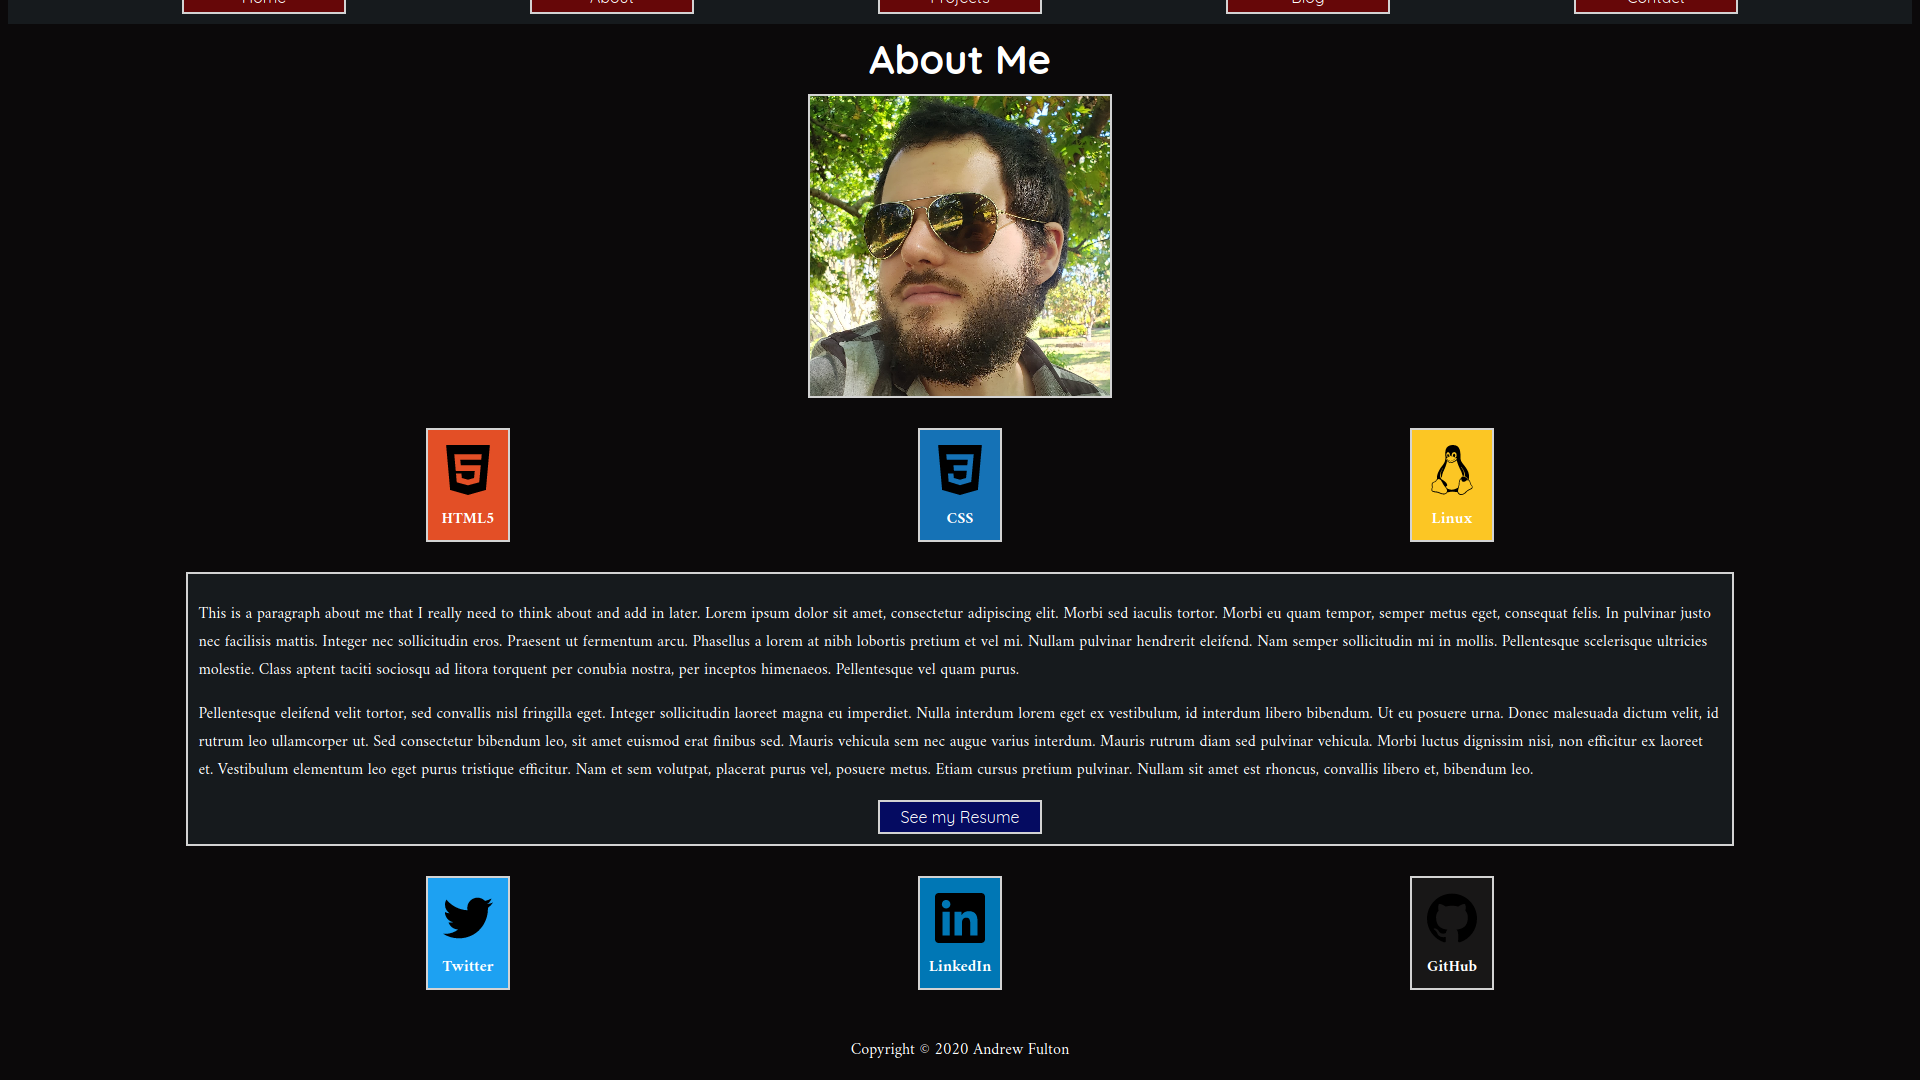 Home About Projects Blog Contact
About Me
HTML5 CSS Linux
This is a paragraph about me that I really need to think about and add in later. Lorem ipsum dolor sit amet, consectetur adipiscing elit. Morbi sed iaculis tortor. Morbi eu quam tempor, semper metus eget, consequat felis. In pulvinar justo
nec facilisis mattis. Integer nec sollicitudin eros. Praesent ut fermentum arcu. Phasellus a lorem at nibh lobortis pretium et vel mi. Nullam pulvinar hendrerit eleifend. Nam semper sollicitudin mi in mollis. Pellentesque scelerisque ultricies
molestie. Class aptent taciti sociosqu ad litora torquent per conubia nostra, per inceptos himenaeos. Pellentesque vel quam purus.
Pellentesque eleifend velit tortor, sed convallis nisl fringilla eget. Integer sollicitudin laoreet magna eu imperdiet. Nulla interdum lorem eget ex vestibulum, id interdum libero bibendum. Ut eu posuere urna. Donec malesuada dictum velit, id
rutrum leo ullamcorper ut. Sed consectetur bibendum leo, sit amet euismod erat finibus sed. Mauris vehicula sem nec augue varius interdum. Mauris rutrum diam sed pulvinar vehicula. Morbi luctus dignissim nisi, non efficitur ex laoreet
et. Vestibulum elementum leo eget purus tristique efficitur. Nam et sem volutpat, placerat purus vel, posuere metus. Etiam cursus pretium pulvinar. Nullam sit amet est rhoncus, convallis libero et, bibendum leo.
See my Resume
Twitter LinkedIn GitHub
Copyright © 2020 Andrew Fulton